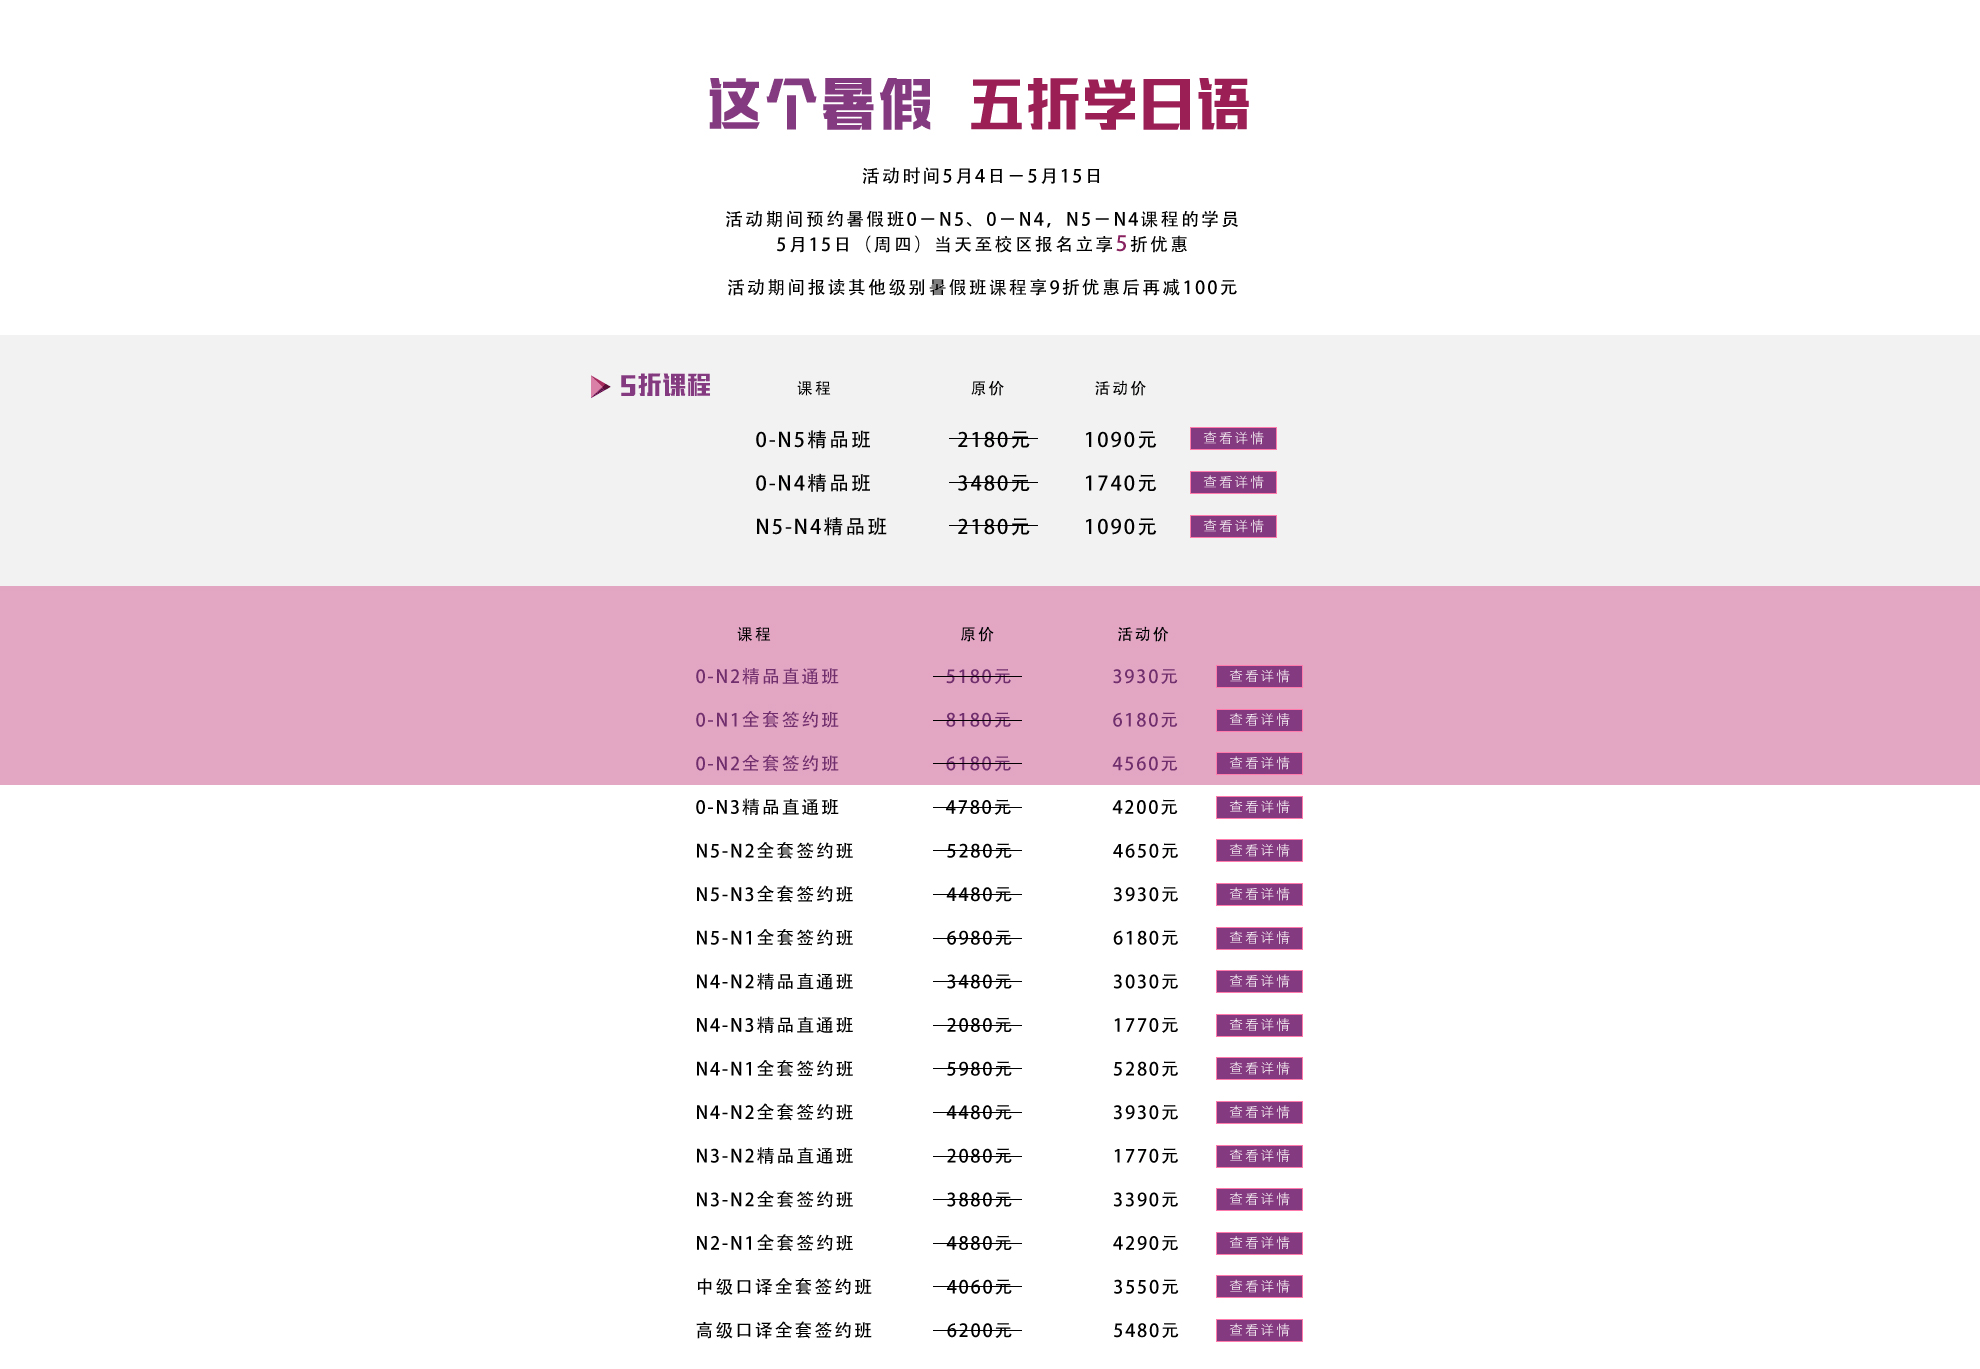 这个暑假 五折学日语
活动时间5月4日－5月15日
活动期间预约暑假班0－N5、0－N4，N5－N4课程的学员
5月15日（周四）当天至校区报名立享5折优惠
活动期间报读其他级别暑假班课程享9折优惠后再减100元
5折课程 课程 原价 活动价
0-N5精品班 2180元 1090元 查看详情
0-N4精品班 3480元 1740元 查看详情
N5-N4精品班 2180元 1090元 查看详情
课程 原价 活动价
0-N2精品直通班 5180元 3930元 查看详情
0-N1全套签约班 8180元 6180元 查看详情
0-N2全套签约班 6180元 4560元 查看详情
0-N3精品直通班 4780元 4200元 查看详情
N5-N2全套签约班 5280元 4650元 查看详情
N5-N3全套签约班 4480元 3930元 查看详情
N5-N1全套签约班 6980元 6180元 查看详情
N4-N2精品直通班 3480元 3030元 查看详情
N4-N3精品直通班 2080元 1770元 查看详情
N4-N1全套签约班 5980元 5280元 查看详情
N4-N2全套签约班 4480元 3930元 查看详情
N3-N2精品直通班 2080元 1770元 查看详情
N3-N2全套签约班 3880元 3390元 查看详情
N2-N1全套签约班 4880元 4290元 查看详情
中级口译全套签约班 4060元 3550元 查看详情
高级口译全套签约班 6200元 5480元 查看详情